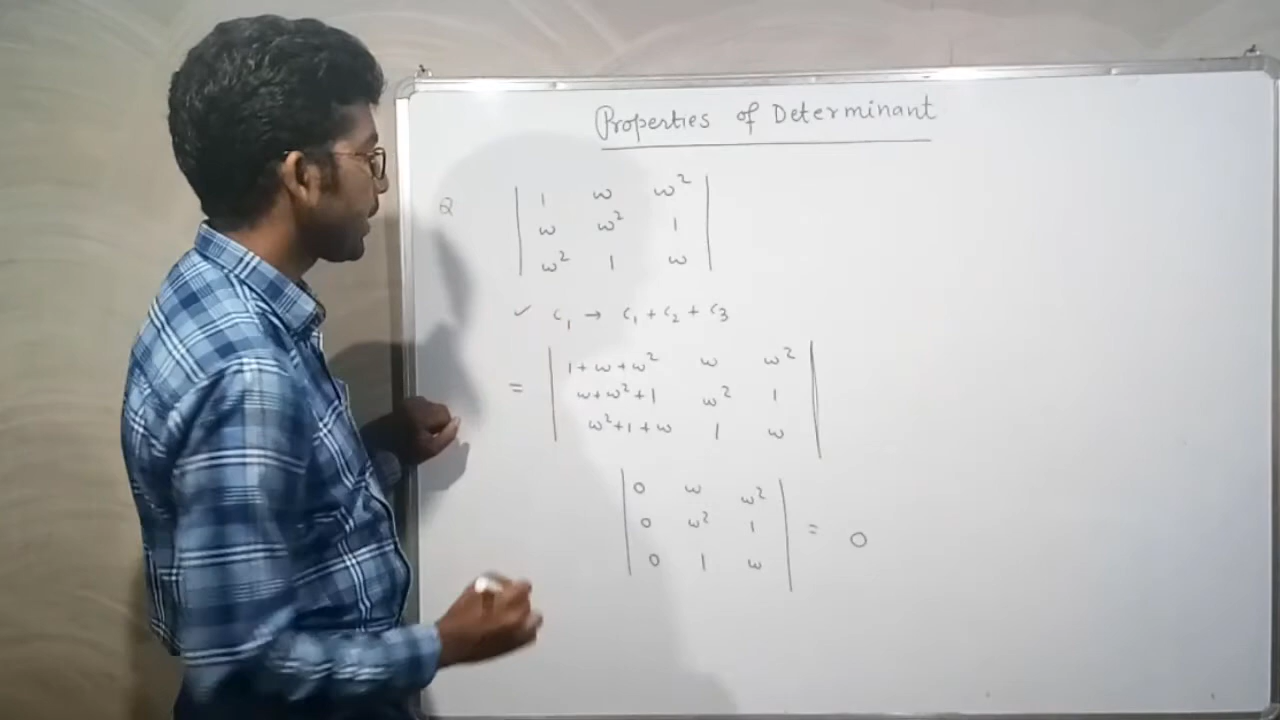 Properties of Determinant
Q | 1 ω ω² |
| ω ω² 1 |
| ω² 1 ω |
✓ C₁ → C₁ + C₂ + C₃
= | 1+ω+ω² ω ω² |
| ω+ω²+1 ω² 1 |
| ω²+1+ω 1 ω |
| 0 ω ω² |
| 0 ω² 1 | = 0
| 0 1 ω |